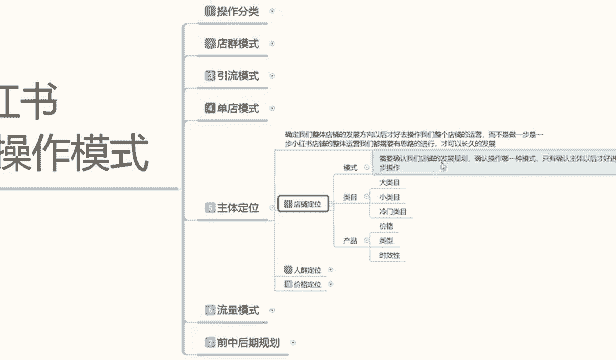 红书
操作模式
操作分类
店群模式
引流模式
单店模式
主体定位
流量模式
前中后期规划
确定我们整体店铺的发展方向以后才好去操作我们整个店铺的运营，而不是做一步是一
步小红书店铺的整体运营我们都需要有思路的进行，才可以长久的发展
店铺定位
模式
需要确认我们店铺的发展规划，确认操作哪一种模式，只有确认主体以后才好进
步操作
类目
大类目
小类目
冷门类目
产品
价格
类型
时效性
人群定位
价格定位